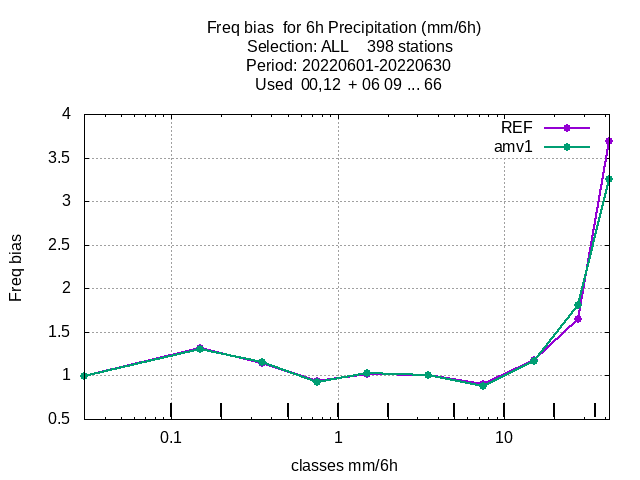 Freq bias  for 6h Precipitation (mm/6h)
Selection: ALL    398 stations
Period: 20220601-20220630
Used  00,12  + 06 09 ... 66
4
REF
amv1
3.5
3
2.5
2
1.5
1
0.5
Freq bias
0.1 1 10
classes mm/6h